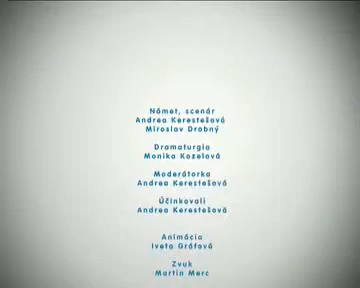 Námet, scenár
Andrea Kerestešová
Miroslav Drobný
Dramaturgia
Monika Kozelová
Moderátorka
Andrea Kerestešová
Účinkovali
Andrea Kerestešová
Animácia
Iveta Gráfová
Zvuk
Martin Merc